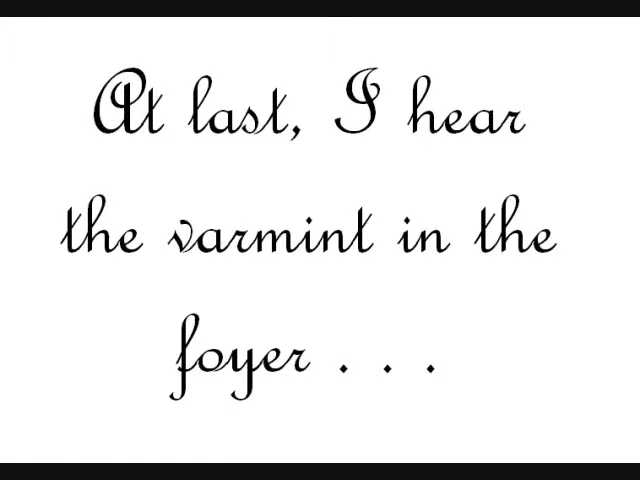 At last, I hear
the varmint in the
foyer . . .